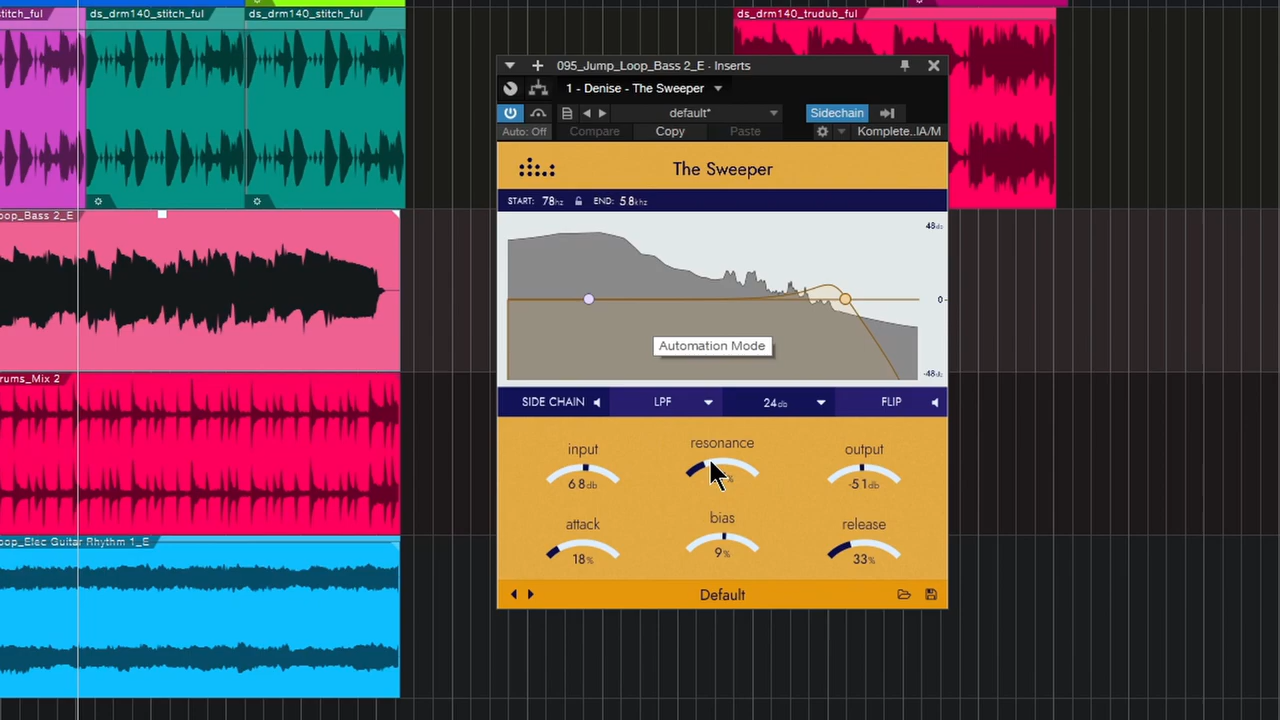 stitch_ful
ds_drm140_stitch_ful
ds_drm140_stitch_ful
ds_drm140_trudub_ful
095_Jump_Loop_Bass 2_E - Inserts
1 - Denise - The Sweeper
default*
Sidechain
Auto: Off
Compare
Copy
Paste
Komplete..IA/M
The Sweeper
START: 78hz
END: 5.8khz
48db
0
-48db
Automation Mode
SIDE CHAIN
LPF
24db
FLIP
input
6.8db
resonance
%
output
-5.1db
attack
18%
bias
9%
release
33%
Default
oop_Bass 2_E
rums_Mix 2
oop_Elec Guitar Rhythm 1_E